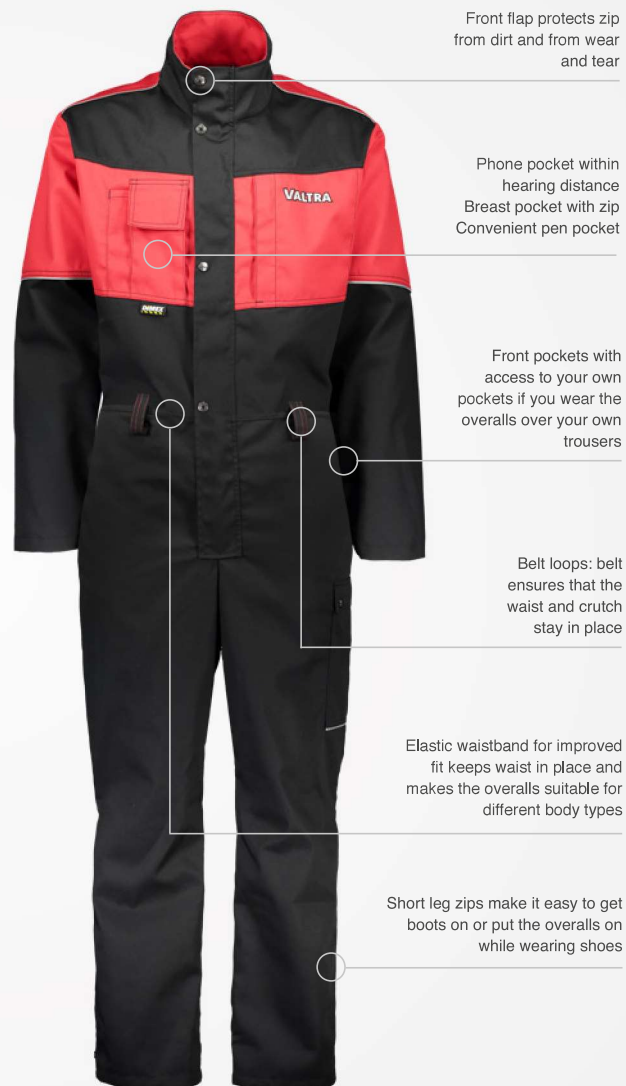 Front flap protects zip
from dirt and from wear
and tear
Phone pocket within
hearing distance
Breast pocket with zip
Convenient pen pocket
VALTRA
DIMEX
Front pockets with
access to your own
pockets if you wear the
overalls over your own
trousers
Belt loops: belt
ensures that the
waist and crutch
stay in place
Elastic waistband for improved
fit keeps waist in place and
makes the overalls suitable for
different body types
Short leg zips make it easy to get
boots on or put the overalls on
while wearing shoes